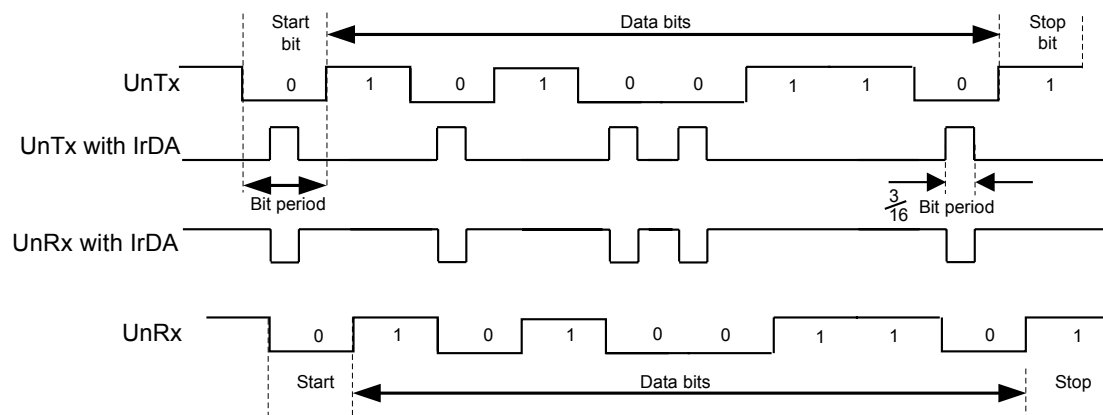 Start
bit
Data bits
Stop
bit
UnTx
0 1 0 1 0 0 1 1 0 1
UnTx with IrDA
Bit period
3
16
Bit period
UnRx with IrDA
UnRx
0 1 0 1 0 0 1 1 0 1
Start
Data bits
Stop